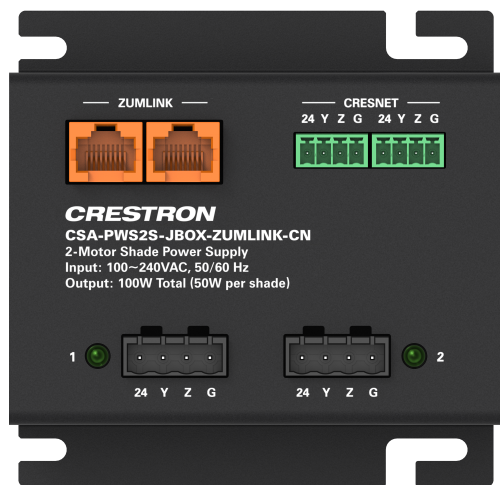 ZUMLINK
CRESNET
24 Y Z G 24 Y Z G
CRESTRON
CSA-PWS2S-JBOX-ZUMLINK-CN
2-Motor Shade Power Supply
Input: 100~240VAC, 50/60 Hz
Output: 100W Total (50W per shade)
1
2
24 Y Z G
24 Y Z G